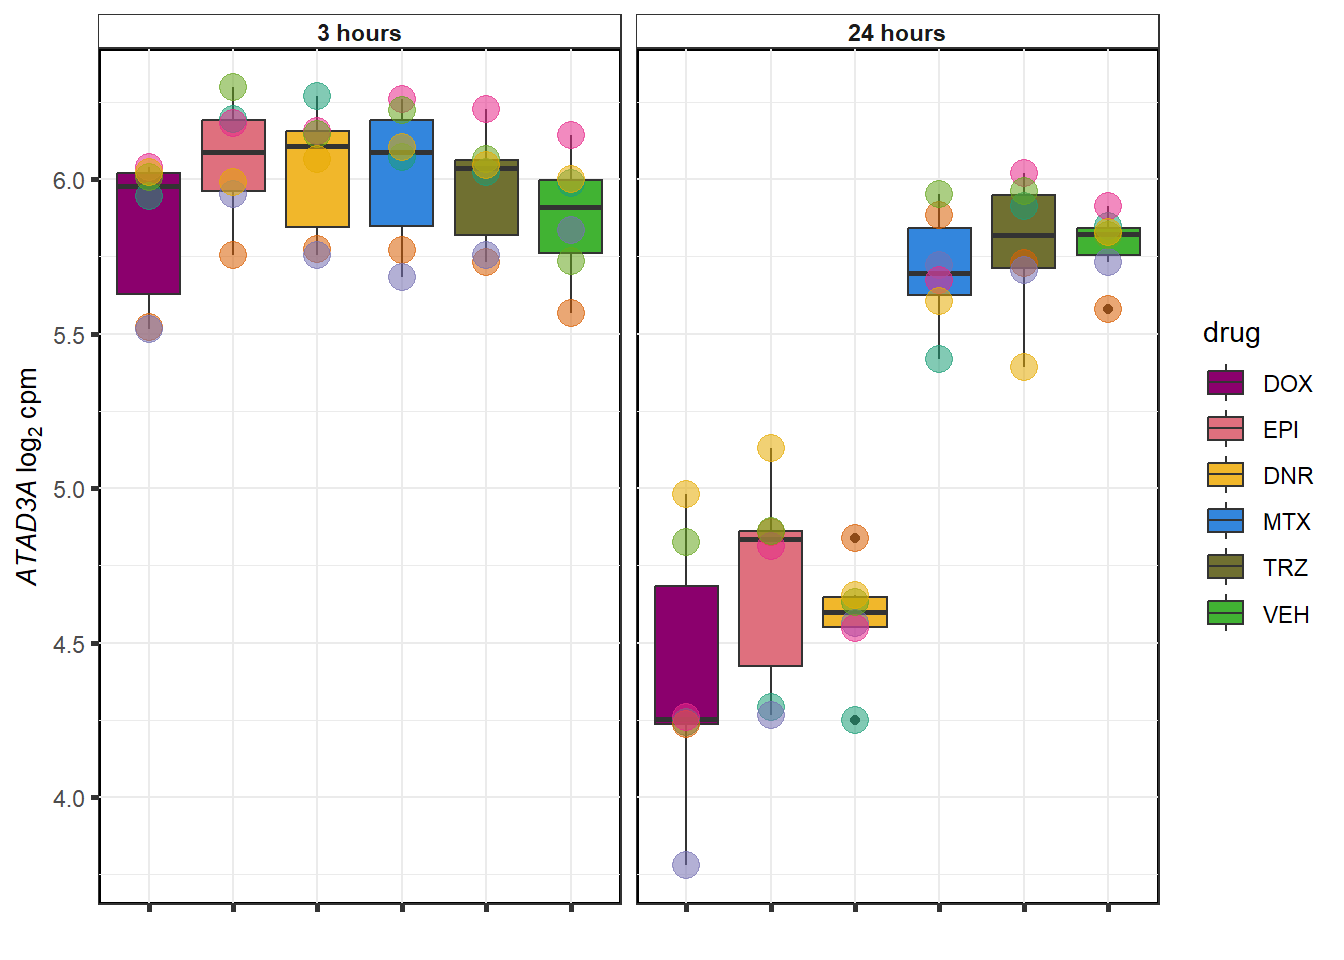 3 hours
24 hours
ATAD3A log₂ cpm
6.0
5.5
5.0
4.5
4.0
drug
DOX
EPI
DNR
MTX
TRZ
VEH